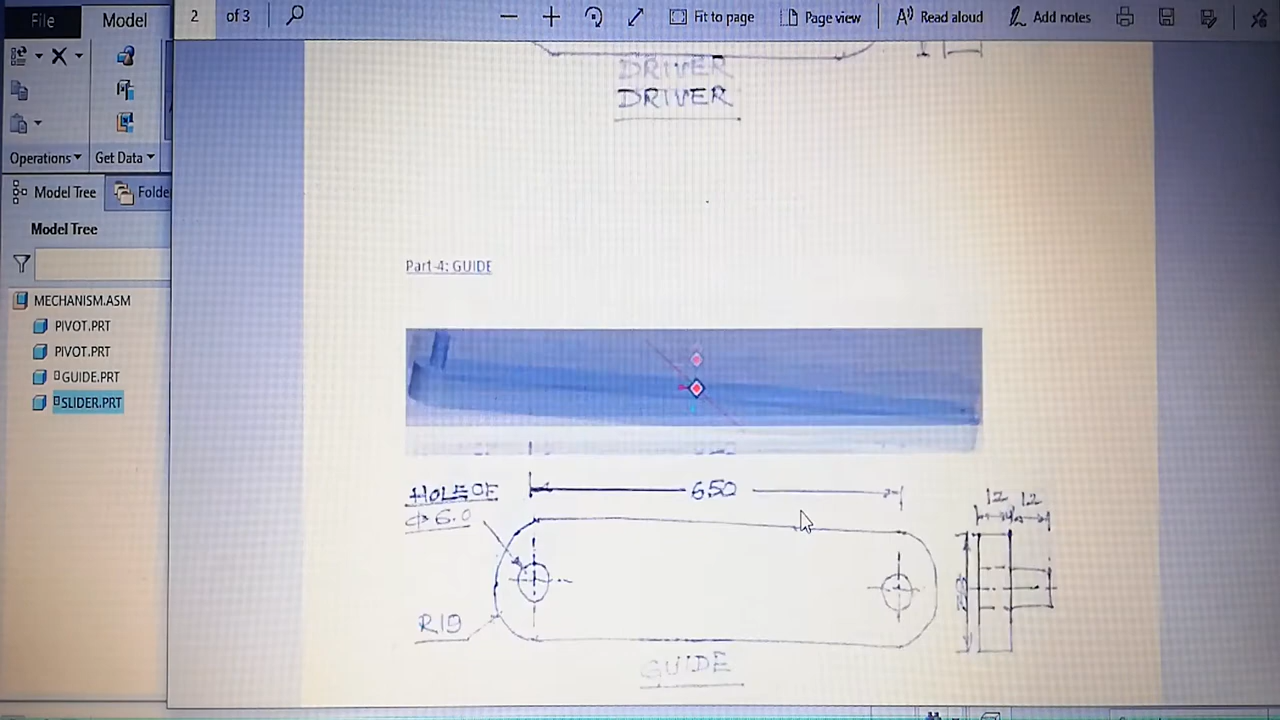 File Model 2 of 3 Fit to page Page view Read aloud Add notes
Operations Get Data
Model Tree Folde
Model Tree
MECHANISM.ASM
PIVOT.PRT
PIVOT.PRT
GUIDE.PRT
SLIDER.PRT
DRIVER
DRIVER
Part-4: GUIDE
650
12 12
HOLE OF
Φ 6.0
R19
GUIDE